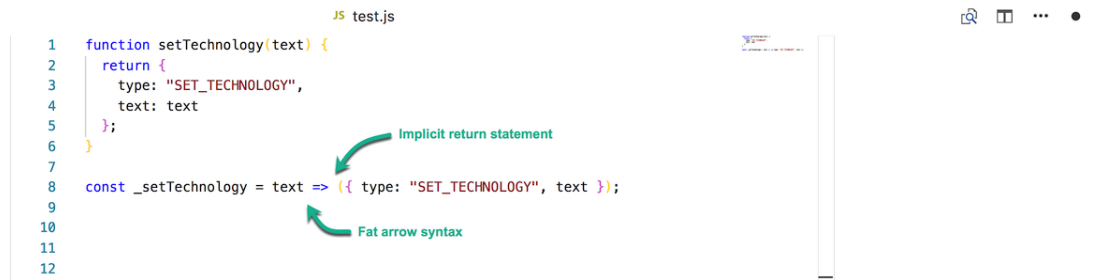 JS test.js
1 function setTechnology(text) {
2 return {
3 type: "SET_TECHNOLOGY",
4 text: text
5 };
6 }
7
8 const _setTechnology = text => ({ type: "SET_TECHNOLOGY", text });
9
10
11
12
Implicit return statement
Fat arrow syntax